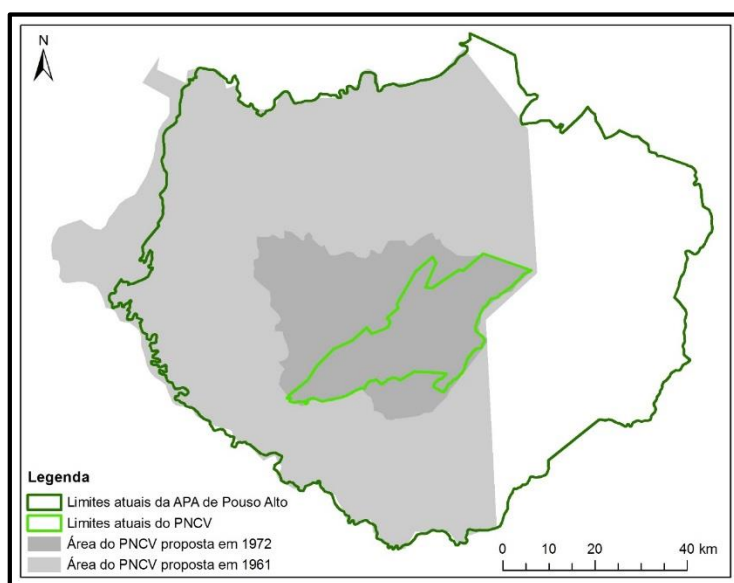 N
Legenda
Limites atuais da APA de Pouso Alto
Limites atuais do PNCV
Área do PNCV proposta em 1972
Área do PNCV proposta em 1961
0 10 20 40 km